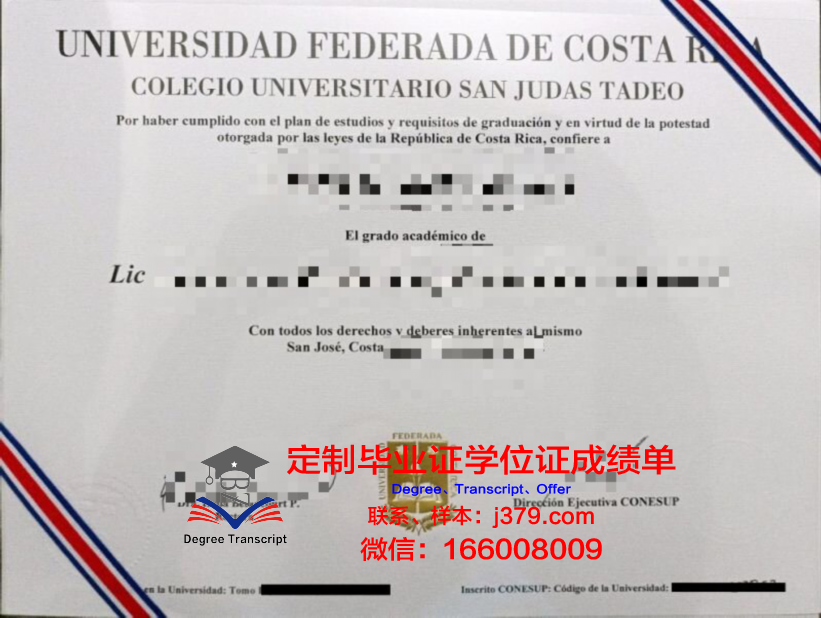 UNIVERSIDAD FEDERADA DE COSTA
COLEGIO UNIVERSITARIO SAN JUDAS TADEO
Por haber cumplido con el plan de estudios y requisitos de graduación y en virtud de la potestad
otorgada por las leyes de la República de Costa Rica, confiere a
El grado académico de
Lic
Con todos los derechos y deberes inherentes al mismo
San José, Costa
FEDERADA
定制毕业证学位证成绩单
Degree、Transcript、Offer
Dirección Ejecutiva CONESUP
联系、样本：j379.com
Degree Transcript
微信：166008009
en la Universidad: Tomo
Inscrito CONESUP: Código de la Universidad: